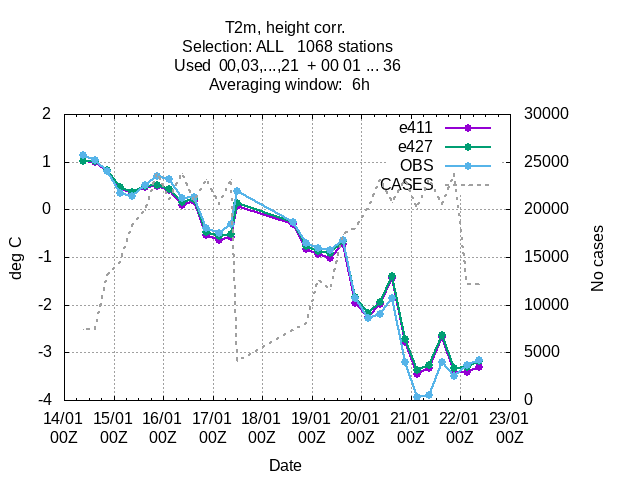 T2m, height corr.
Selection: ALL   1068 stations
Used  00,03,...,21  + 00 01 ... 36
Averaging window:  6h
2
1
0
-1
-2
-3
-4
30000
25000
20000
15000
10000
5000
0
e411
e427
OBS
CASES
deg C
No cases
14/01 15/01 16/01 17/01 18/01 19/01 20/01 21/01 22/01 23/01
00Z 00Z 00Z 00Z 00Z 00Z 00Z 00Z 00Z 00Z
Date